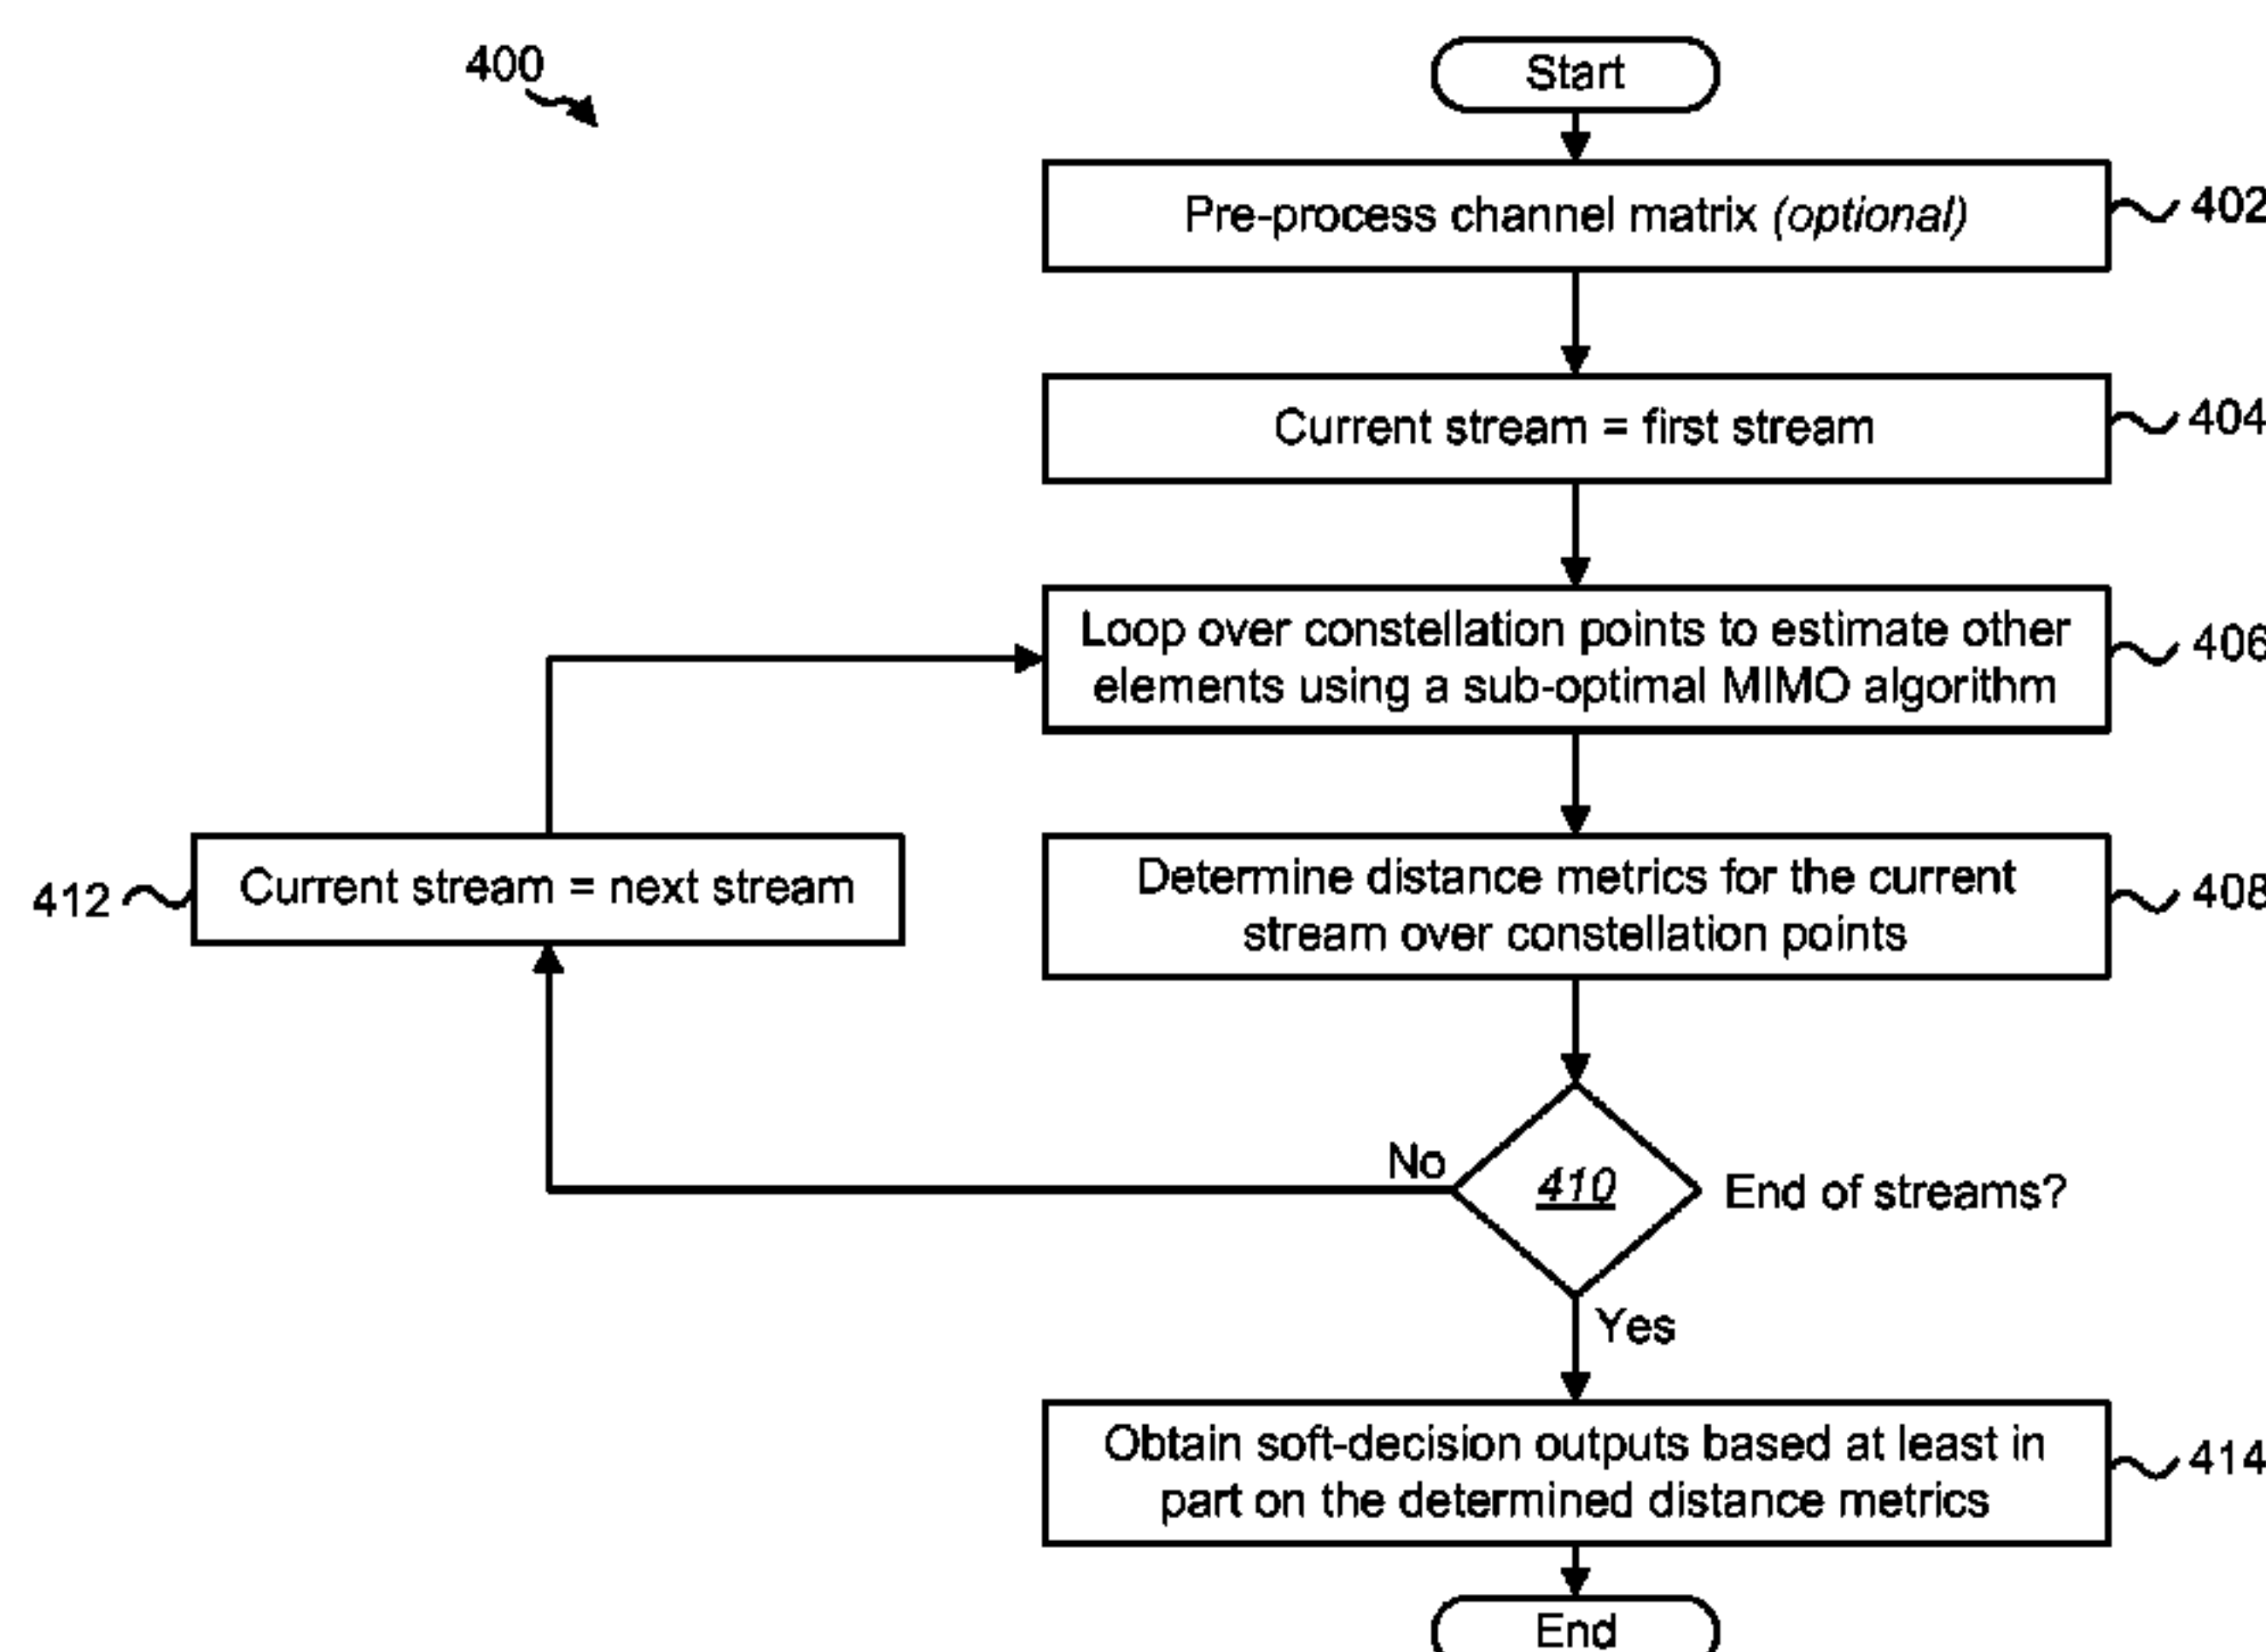 400
Start
Pre-process channel matrix (optional)
402
Current stream = first stream
404
Loop over constellation points to estimate other
elements using a sub-optimal MIMO algorithm
406
412
Current stream = next stream
Determine distance metrics for the current
stream over constellation points
408
No
410
End of streams?
Yes
Obtain soft-decision outputs based at least in
part on the determined distance metrics
414
End